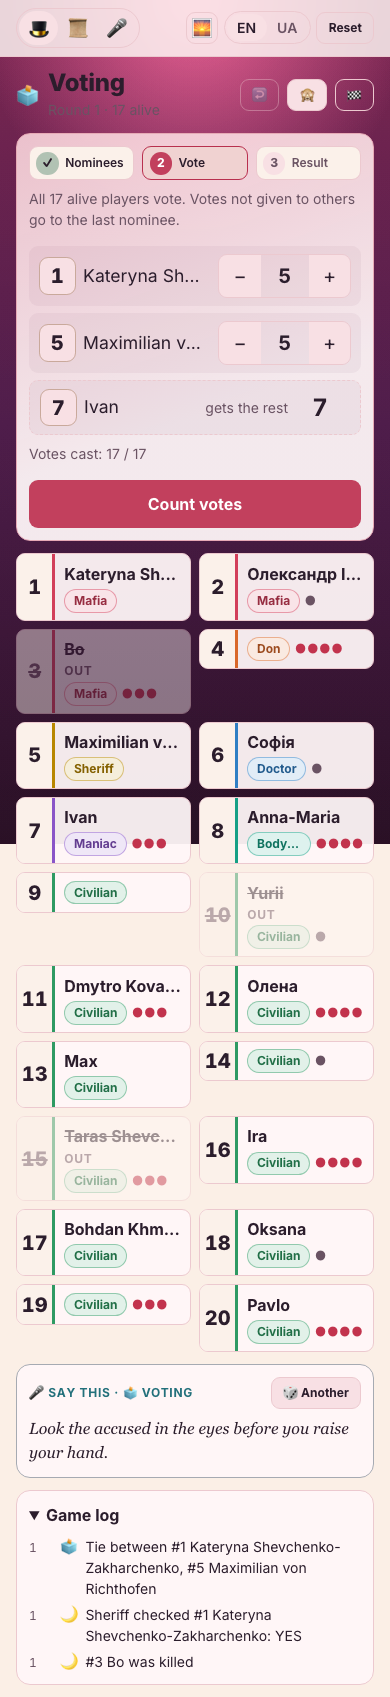 EN
UA
Reset
Voting
Round 1 · 17 alive
✓ Nominees
2 Vote
3 Result
All 17 alive players vote. Votes not given to others
go to the last nominee.
1 Kateryna Sh... − 5 +
5 Maximilian v... − 5 +
7 Ivan gets the rest 7
Votes cast: 17 / 17
Count votes
1 Kateryna Sh...
Mafia
2 Олександр І...
Mafia
3 Bo
OUT
Mafia
4 Don
5 Maximilian v...
Sheriff
6 Софія
Doctor
7 Ivan
Maniac
8 Anna-Maria
Body...
9 Civilian
10 Yurii
OUT
Civilian
11 Dmytro Kova...
Civilian
12 Олена
Civilian
13 Max
Civilian
14 Civilian
15 Taras Shevc...
OUT
Civilian
16 Ira
Civilian
17 Bohdan Khm...
Civilian
18 Oksana
Civilian
19 Civilian
20 Pavlo
Civilian
SAY THIS · VOTING
Another
Look the accused in the eyes before you raise
your hand.
▼ Game log
1 Tie between #1 Kateryna Shevchenko-
Zakharchenko, #5 Maximilian von
Richthofen
1 Sheriff checked #1 Kateryna
Shevchenko-Zakharchenko: YES
1 #3 Bo was killed